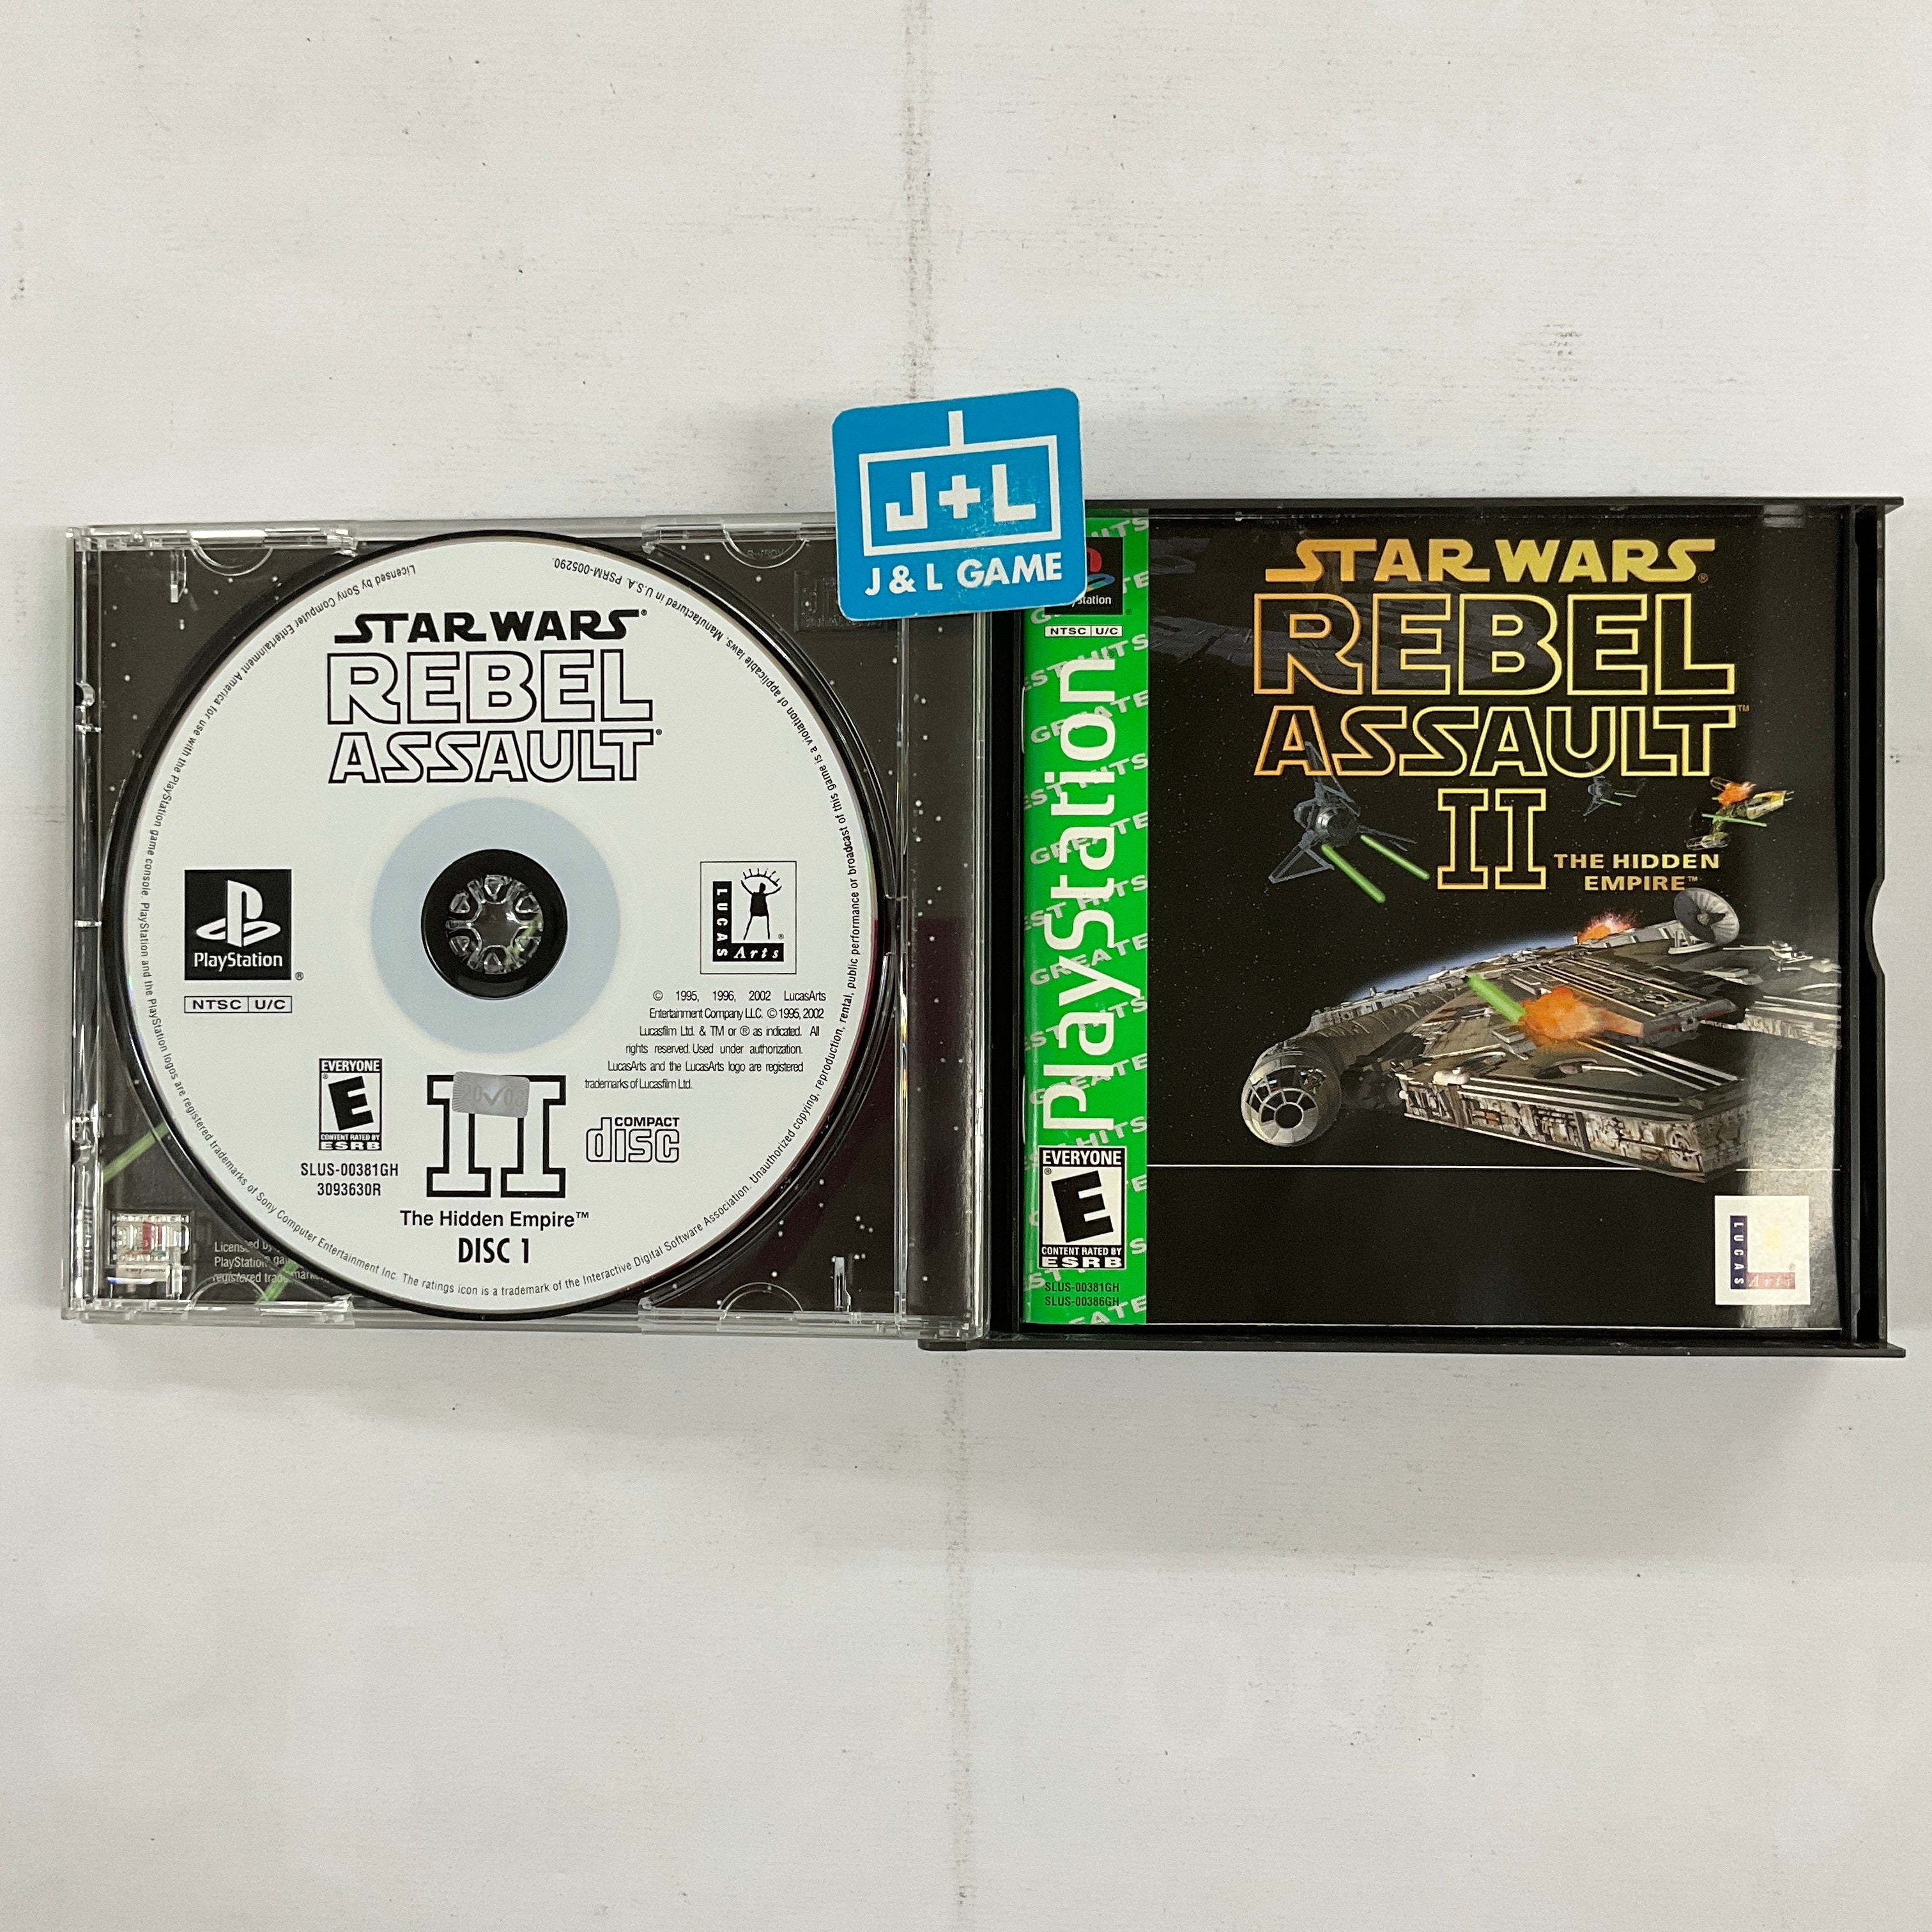 J+L
J & L GAME
Licensed by Sony Computer Entertainment America for use with the PlayStation game console. PlayStation and the PlayStation logos are registered trademarks of Sony Computer Entertainment Inc. The ratings icon is a trademark of the Interactive Digital Software Association. Unauthorized copying, reproduction, rental, public performance or broadcast of this game is a violation of applicable laws. Manufactured in U.S.A. PSRM-005290.
STAR WARS®
REBEL
ASSAULT®
PlayStation
®
NTSC U/C
LUCAS
Arts
®
© 1995, 1996, 2002 LucasArts
Entertainment Company LLC. © 1995, 2002
Lucasfilm Ltd. & TM or ® as indicated. All
rights reserved. Used under authorization.
LucasArts and the LucasArts logo are registered
trademarks of Lucasfilm Ltd.
EVERYONE
E
CONTENT RATED BY
ESRB
SLUS-00381GH
3093630R
II
COMPACT
disc
The Hidden Empire™
DISC 1
Licensed by
PlayStation
registered
NTSC U/C
PlayStation
GREATEST HITS
EVERYONE
E
CONTENT RATED BY
ESRB
SLUS-00381GH
SLUS-00386GH
STAR WARS®
REBEL
ASSAULT™
II
THE HIDDEN
EMPIRE™
LUCAS
Arts